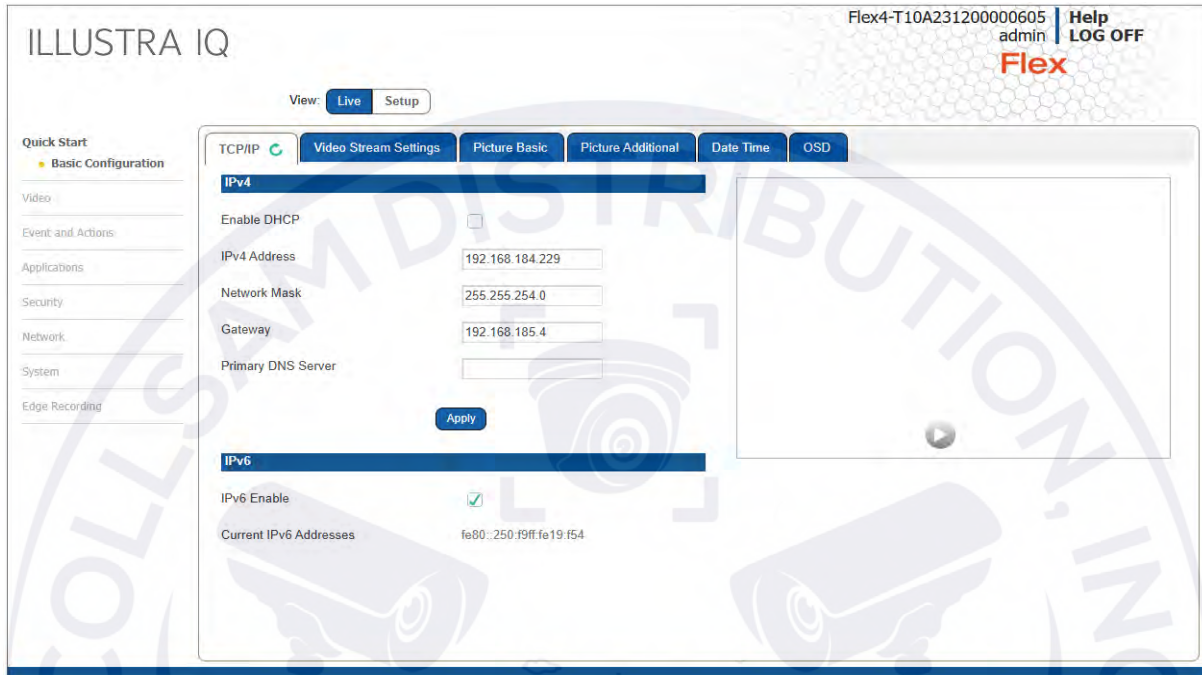 ILLUSTRA IQ
Flex4-T10A231200000605
Help
admin
LOG OFF
Flex
View:
Live
Setup
Quick Start
Basic Configuration
Video
Event and Actions
Applications
Security
Network
System
Edge Recording
TCP/IP
Video Stream Settings
Picture Basic
Picture Additional
Date Time
OSD
IPv4
Enable DHCP
IPv4 Address
192.168.184.229
Network Mask
255.255.254.0
Gateway
192.168.185.4
Primary DNS Server
Apply
IPv6
IPv6 Enable
Current IPv6 Addresses
fe80::250:f9ff:fe19:f54
COLLSAM DISTRIBUTION, INC